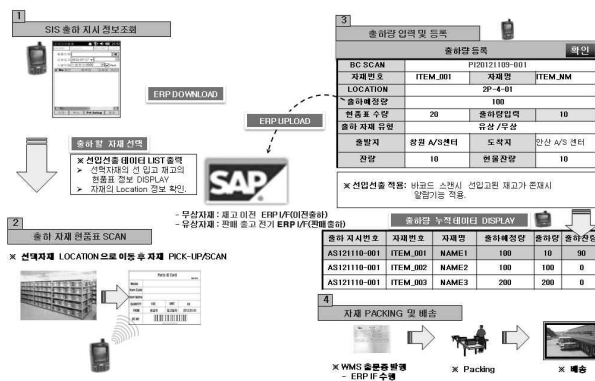 1
SIS 출하 지시 정보조회
ERP DOWNLOAD
출하 할 자재 선택
※ 선입선출 데이터 LIST 출력
➢ 선택자재의 선 입고 재고의 현품표 정보 DISPLAY
➢ 자재의 Location 정보 확인.
ERP UPLOAD
SAP
- 무상자재 : 재고 이전 ERP I/F(이전출하)
- 유상자재 : 판매 출고 전기 ERP I/F(판매출하)
2
출하 자재 현품표 SCAN
※ 선택자재 LOCATION으로 이동 후 자재 PICK-UP/SCAN
Parts ID Card
3
출하량 입력 및 등록
출하량 등록 확인
BC SCAN PI20121109-001
자재번호 ITEM_001 자재명 ITEM_NM
LOCATION 2P-4-01
출하예정량 100
현품표 수량 20 출하량입력 10
출하 자재 유형 유상 /무상
출발지 창원 A/S센터 도착지 안산 A/S 센터
잔량 10 현물잔량 10
※ 선입선출 적용: 바코드 스캔시 선입고된 재고가 존재시
알람기능 적용.
출하량 누적데이터 DISPLAY
출하 지시번호 자재번호 자재명 출하예정량 출하량 출하잔량
AS121110-001 ITEM_001 NAME1 100 10 90
AS121110-001 ITEM_002 NAME2 100 100 0
AS121110-001 ITEM_003 NAME3 200 200 0
4
자재 PACKING 및 배송
※ WMS 출문증 발행
- ERP IF 수행
※ Packing
※ 배송